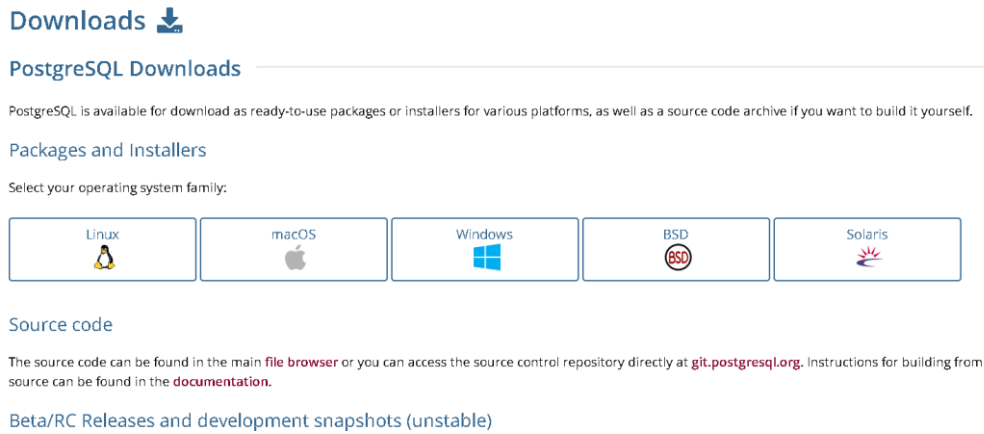 Downloads
PostgreSQL Downloads
PostgreSQL is available for download as ready-to-use packages or installers for various platforms, as well as a source code archive if you want to build it yourself.
Packages and Installers
Select your operating system family:
Linux
macOS
Windows
BSD
Solaris
BSD
Source code
The source code can be found in the main file browser or you can access the source control repository directly at git.postgresql.org. Instructions for building from
source can be found in the documentation.
Beta/RC Releases and development snapshots (unstable)